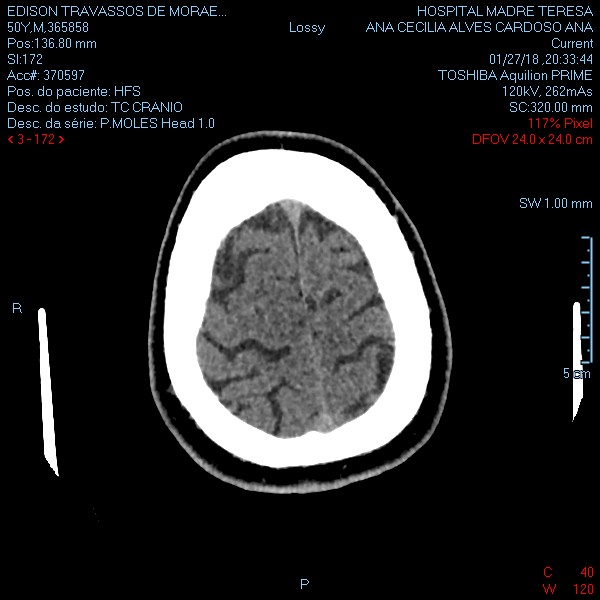 EDISON TRAVASSOS DE MORAE...
50Y,M,365858
Pos:136.80 mm
SI:172
Acc#: 370597
Pos. do paciente: HFS
Desc. do estudo: TC CRANIO
Desc. da série: P.MOLES Head 1.0
< 3 - 172 >
Lossy
HOSPITAL MADRE TERESA
ANA CECILIA ALVES CARDOSO ANA
Current
01/27/18 ,20:33:44
TOSHIBA Aquilion PRIME
120kV, 262mAs
SC:320.00 mm
117% Pixel
DFOV 24.0 x 24.0 cm
SW 1.00 mm
R
5 cm
P
C 40
W 120